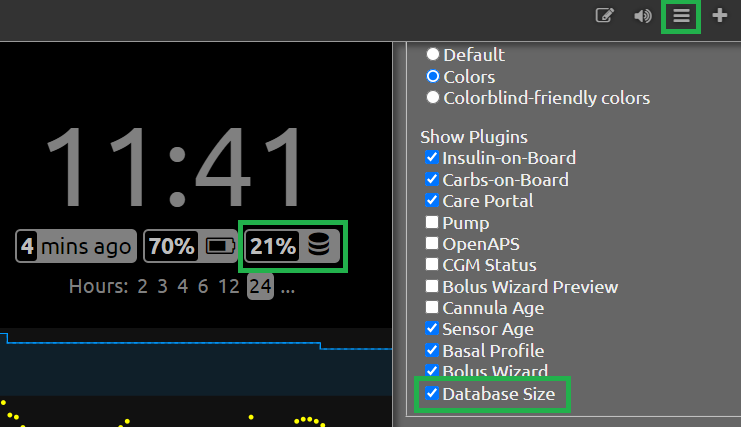 11:41
4 mins ago 70% 21%
Hours: 2 3 4 6 12 24 ...
Default
Colors
Colorblind-friendly colors
Show Plugins
Insulin-on-Board
Carbs-on-Board
Care Portal
Pump
OpenAPS
CGM Status
Bolus Wizard Preview
Cannula Age
Sensor Age
Basal Profile
Bolus Wizard
Database Size